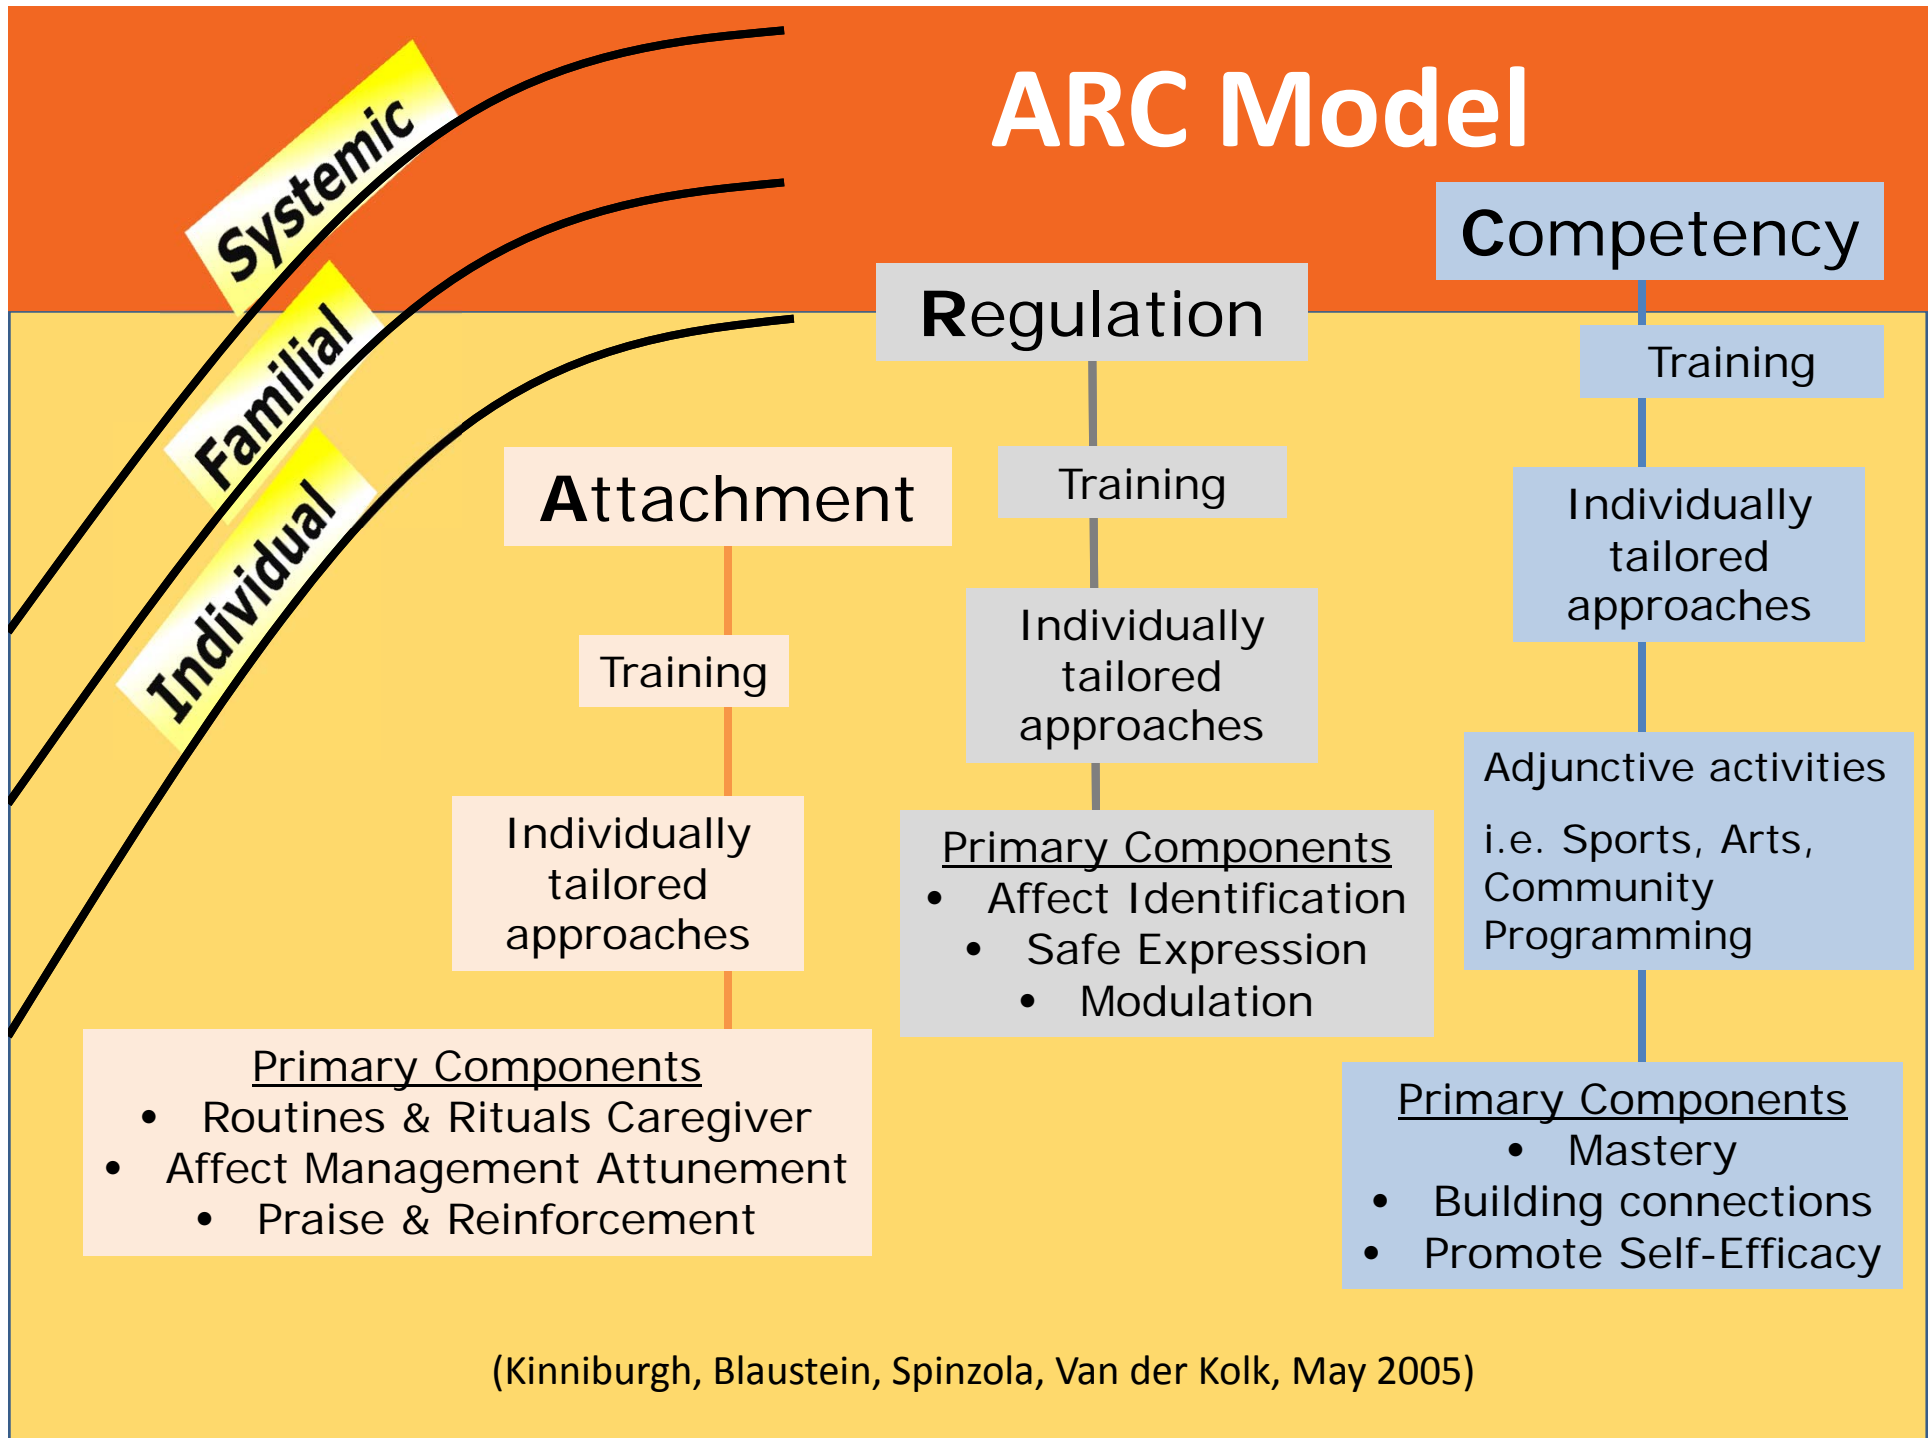 ARC Model
Systemic
Familial
Individual
Attachment
Training
Individually
tailored
approaches
Primary Components
• Routines & Rituals Caregiver
• Affect Management Attunement
• Praise & Reinforcement
Regulation
Training
Individually
tailored
approaches
Primary Components
• Affect Identification
• Safe Expression
• Modulation
Competency
Training
Individually
tailored
approaches
Adjunctive activities
i.e. Sports, Arts,
Community
Programming
Primary Components
• Mastery
• Building connections
• Promote Self-Efficacy
(Kinniburgh, Blaustein, Spinzola, Van der Kolk, May 2005)